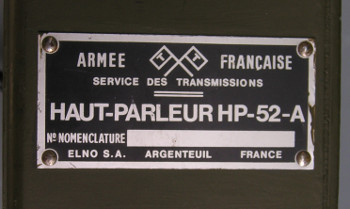 ARMEE FRANÇAISE
SERVICE DES TRANSMISSIONS
HAUT-PARLEUR HP-52-A
Nº NOMENCLATURE
ELNO S.A. ARGENTEUIL FRANCE